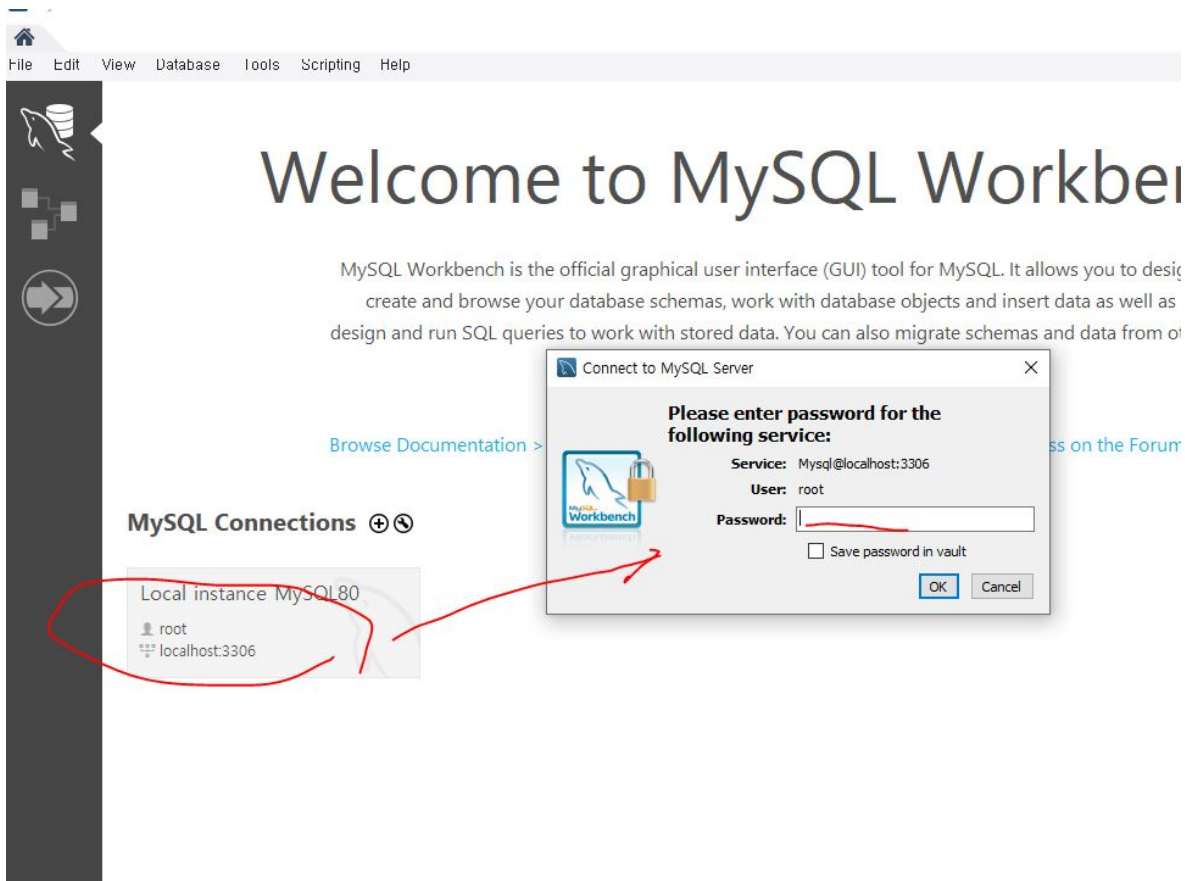 File Edit View Database Tools Scripting Help
Welcome to MySQL Workben
MySQL Workbench is the official graphical user interface (GUI) tool for MySQL. It allows you to desig
create and browse your database schemas, work with database objects and insert data as well as
design and run SQL queries to work with stored data. You can also migrate schemas and data from ot
Browse Documentation >
ss on the Forum
Connect to MySQL Server
Please enter password for the
following service:
Service: Mysql@localhost:3306
User: root
Password:
Save password in vault
OK Cancel
MySQL Workbench
MySQL Connections
Local instance MySQL80
root
localhost:3306